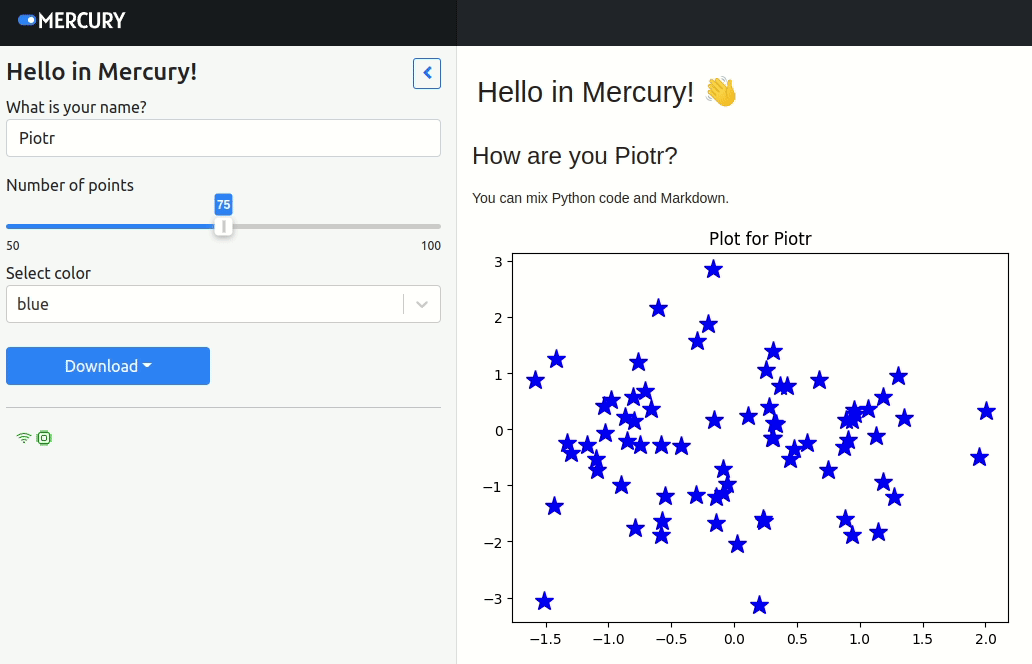 MERCURY
Hello in Mercury!
What is your name?
Piotr
Number of points
75
50 100
Select color
blue
Download
Hello in Mercury! 👋
How are you Piotr?
You can mix Python code and Markdown.
Plot for Piotr
3
2
1
0
−1
−2
−3
−1.5 −1.0 −0.5 0.0 0.5 1.0 1.5 2.0